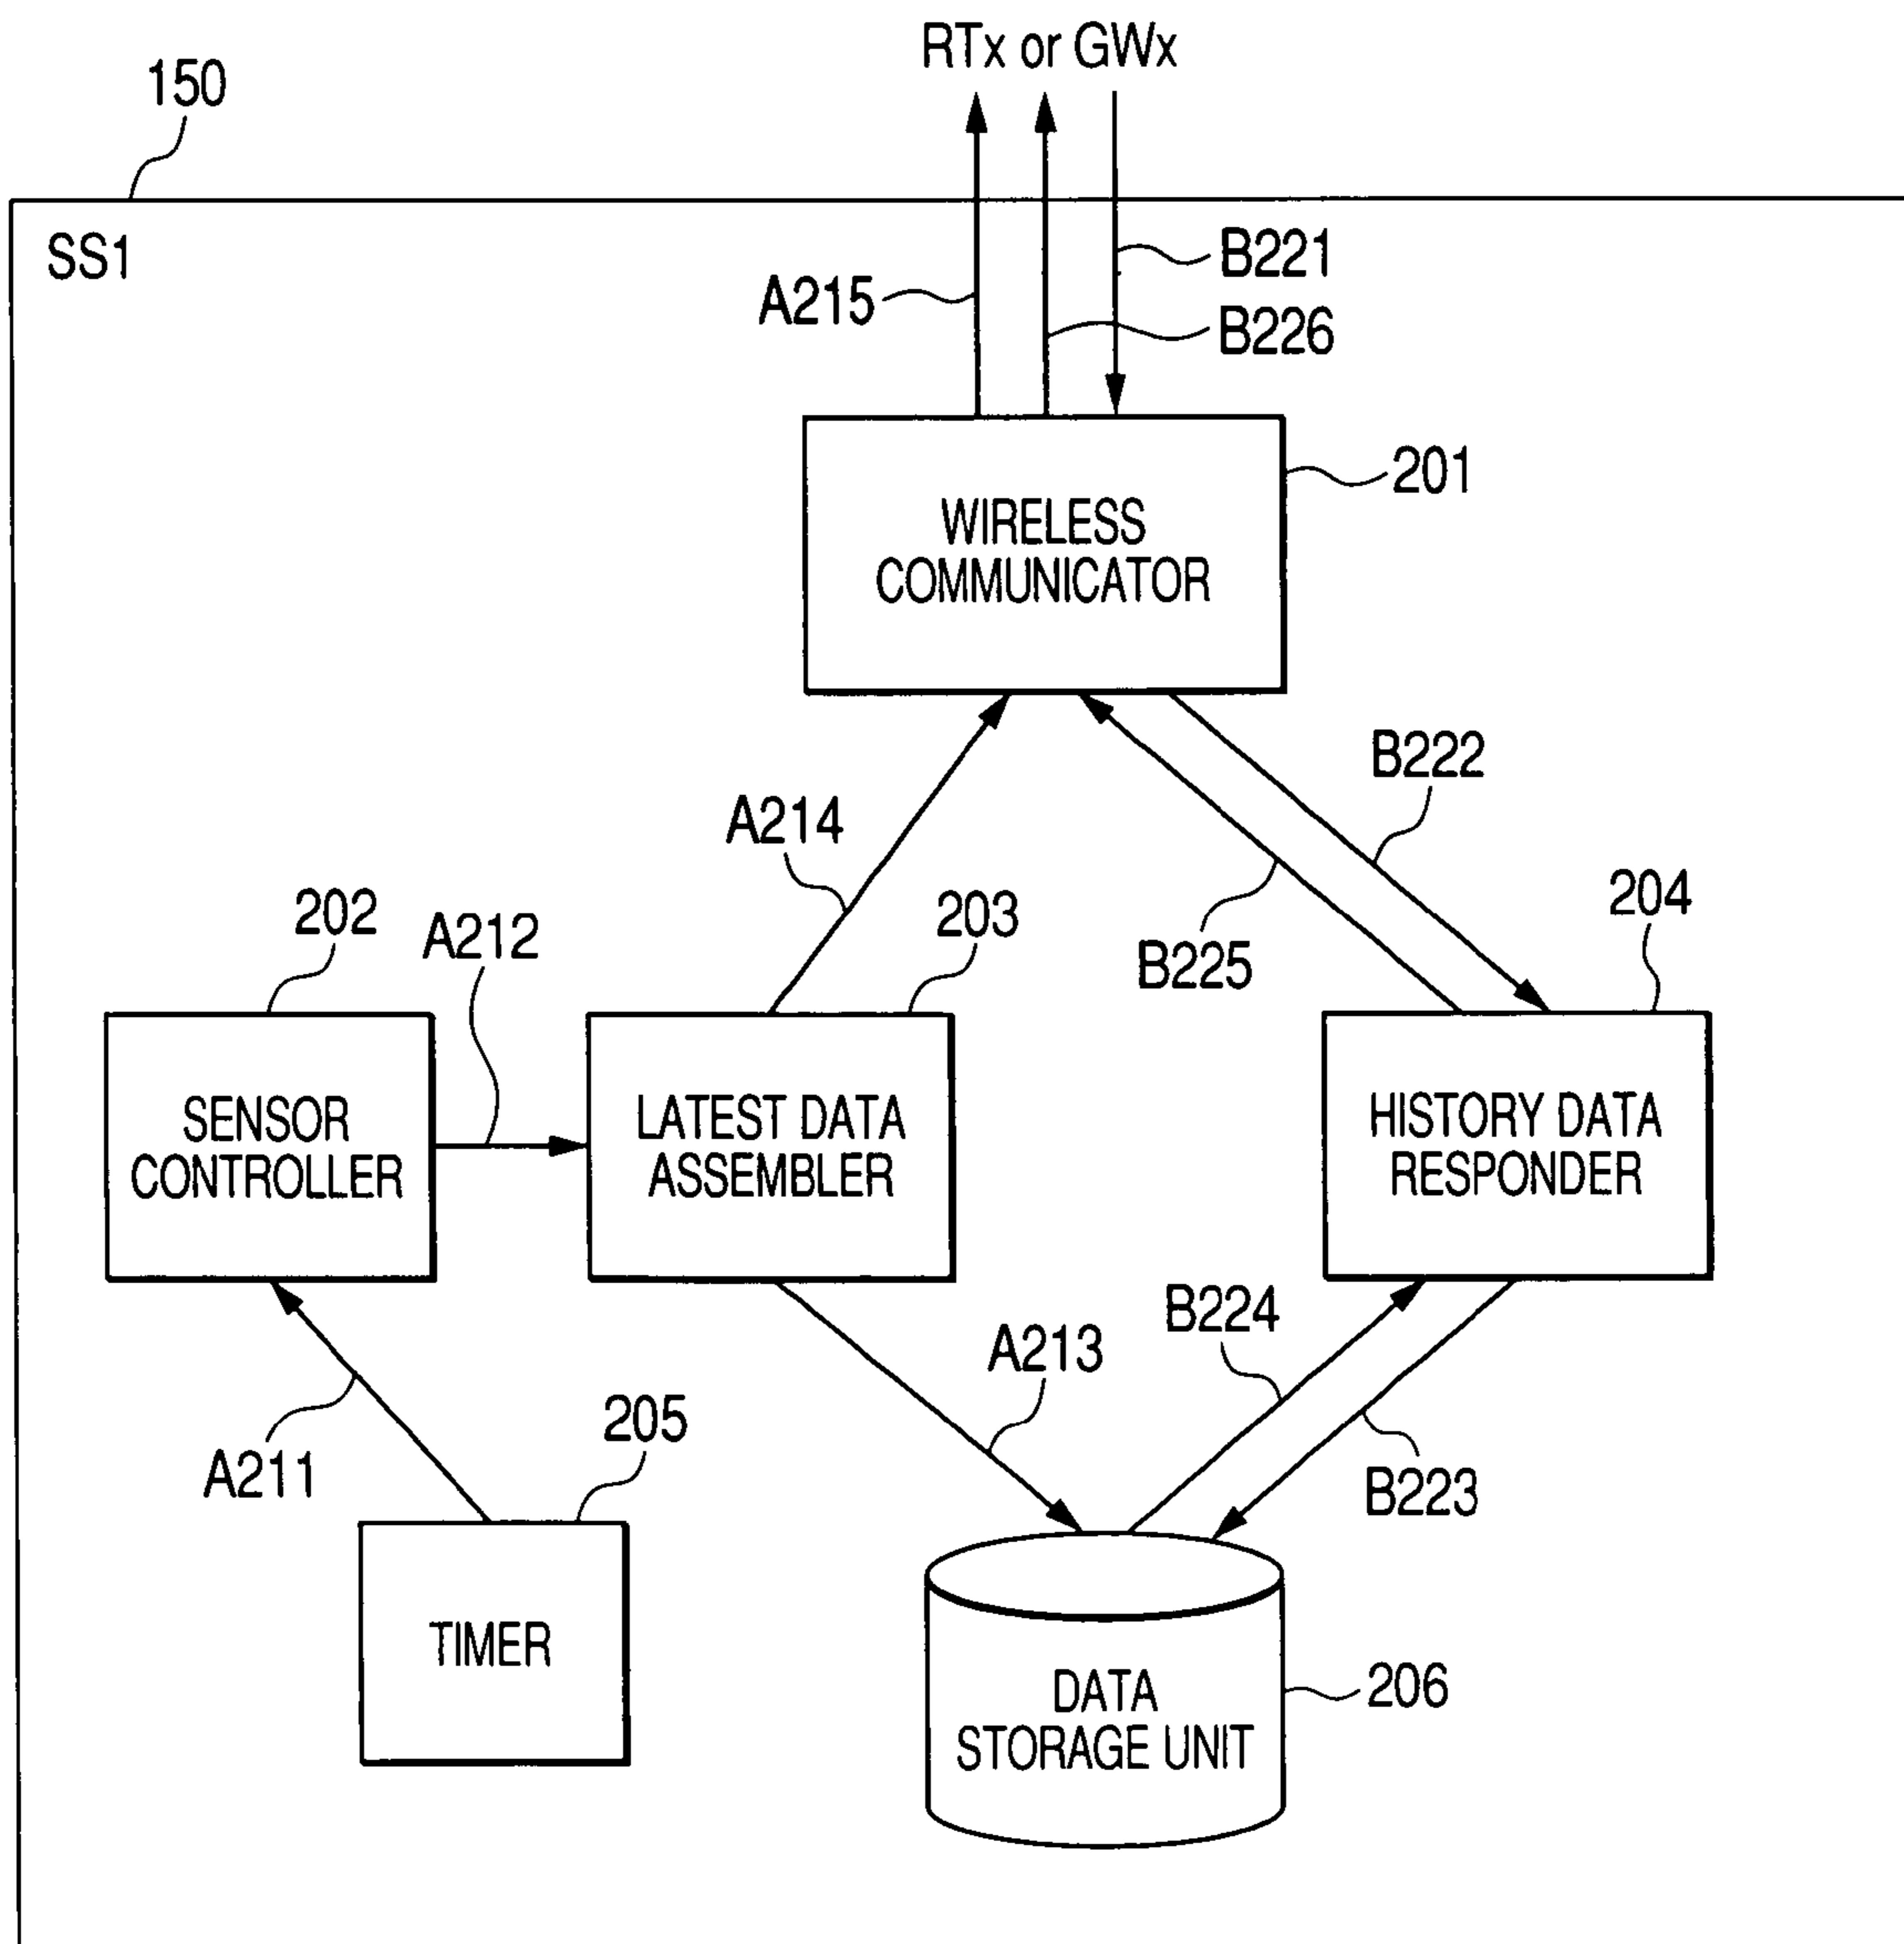 RTx or GWx
150
SS1
B221
A215
B226
201
WIRELESS
COMMUNICATOR
B222
A214
204
202
203
A212
B225
SENSOR
CONTROLLER
LATEST DATA
ASSEMBLER
HISTORY DATA
RESPONDER
B224
A213
205
A211
B223
TIMER
206
DATA
STORAGE UNIT